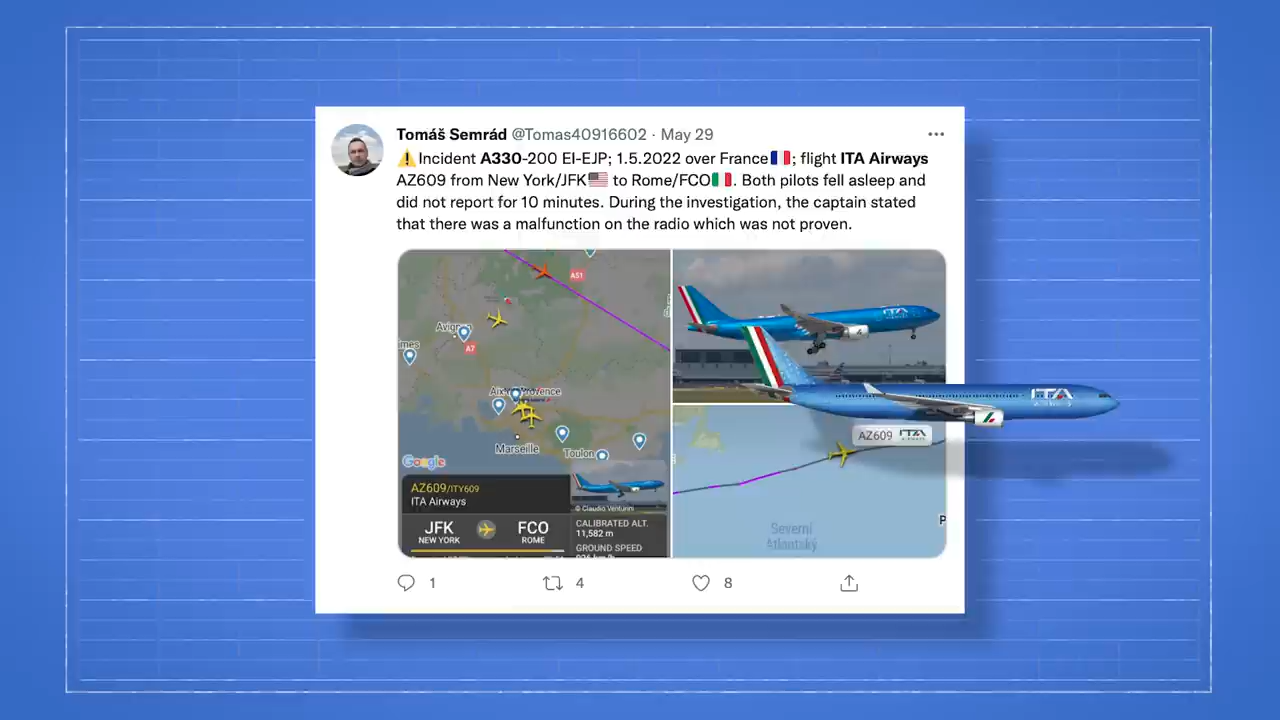 Tomáš Semrád @Tomas40916602 · May 29
⚠️Incident A330-200 EI-EJP; 1.5.2022 over France🇫🇷; flight ITA Airways
AZ609 from New York/JFK🇺🇸 to Rome/FCO🇮🇹. Both pilots fell asleep and
did not report for 10 minutes. During the investigation, the captain stated
that there was a malfunction on the radio which was not proven.
A51
A7
Marseille
Toulon
Google
AZ609/ITY609
ITA Airways
JFK
NEW YORK
FCO
ROME
© Claudio Venturini
CALIBRATED ALT.
11,582 m
GROUND SPEED
ITA
ITA
AIRWAYS
AZ609 ITA
Severní
Atlantský
1
4
8